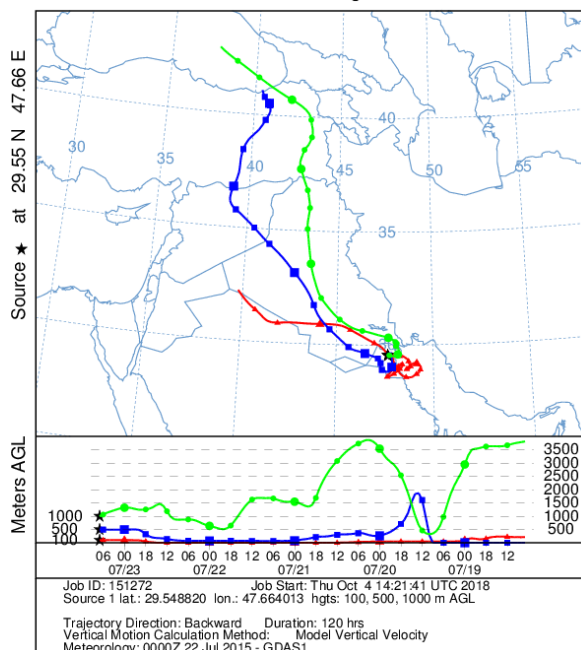 Source ★ at 29.55 N 47.66 E
40
30
35
40
45
50
55
35
Meters AGL
3500
3000
2500
2000
1500
1000
500
1000
500
100
06 00 18 12 06 00 18 12 06 00 18 12 06 00 18 12 06 00 18 12
07/23 07/22 07/21 07/20 07/19
Job ID: 151272 Job Start: Thu Oct 4 14:21:41 UTC 2018
Source 1 lat.: 29.548820 lon.: 47.664013 hgts: 100, 500, 1000 m AGL
Trajectory Direction: Backward Duration: 120 hrs
Vertical Motion Calculation Method: Model Vertical Velocity
Meteorology: 0000Z 22 Jul 2015 - GDAS1